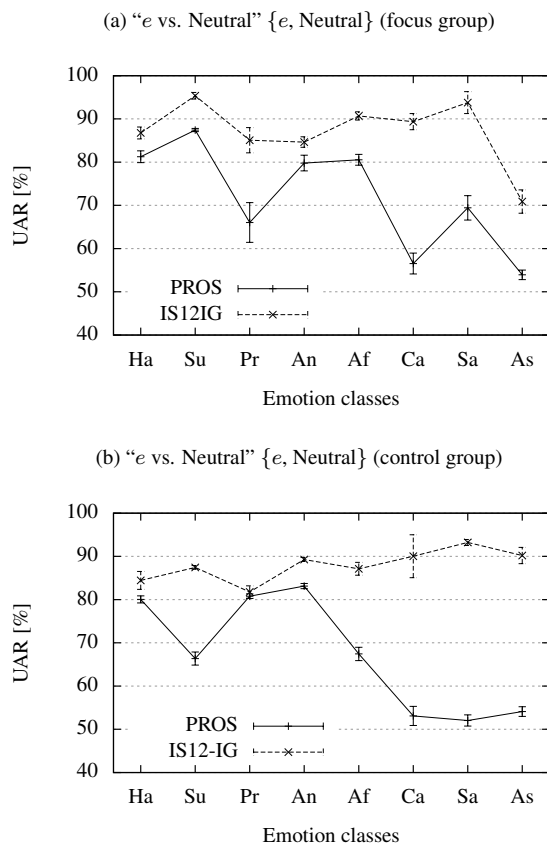 (a) “e vs. Neutral” {e, Neutral} (focus group)
100
90
80
70
60
50
40
UAR [%]
PROS
IS12IG
Ha Su Pr An Af Ca Sa As
Emotion classes
(b) “e vs. Neutral” {e, Neutral} (control group)
100
90
80
70
60
50
40
UAR [%]
PROS
IS12-IG
Ha Su Pr An Af Ca Sa As
Emotion classes